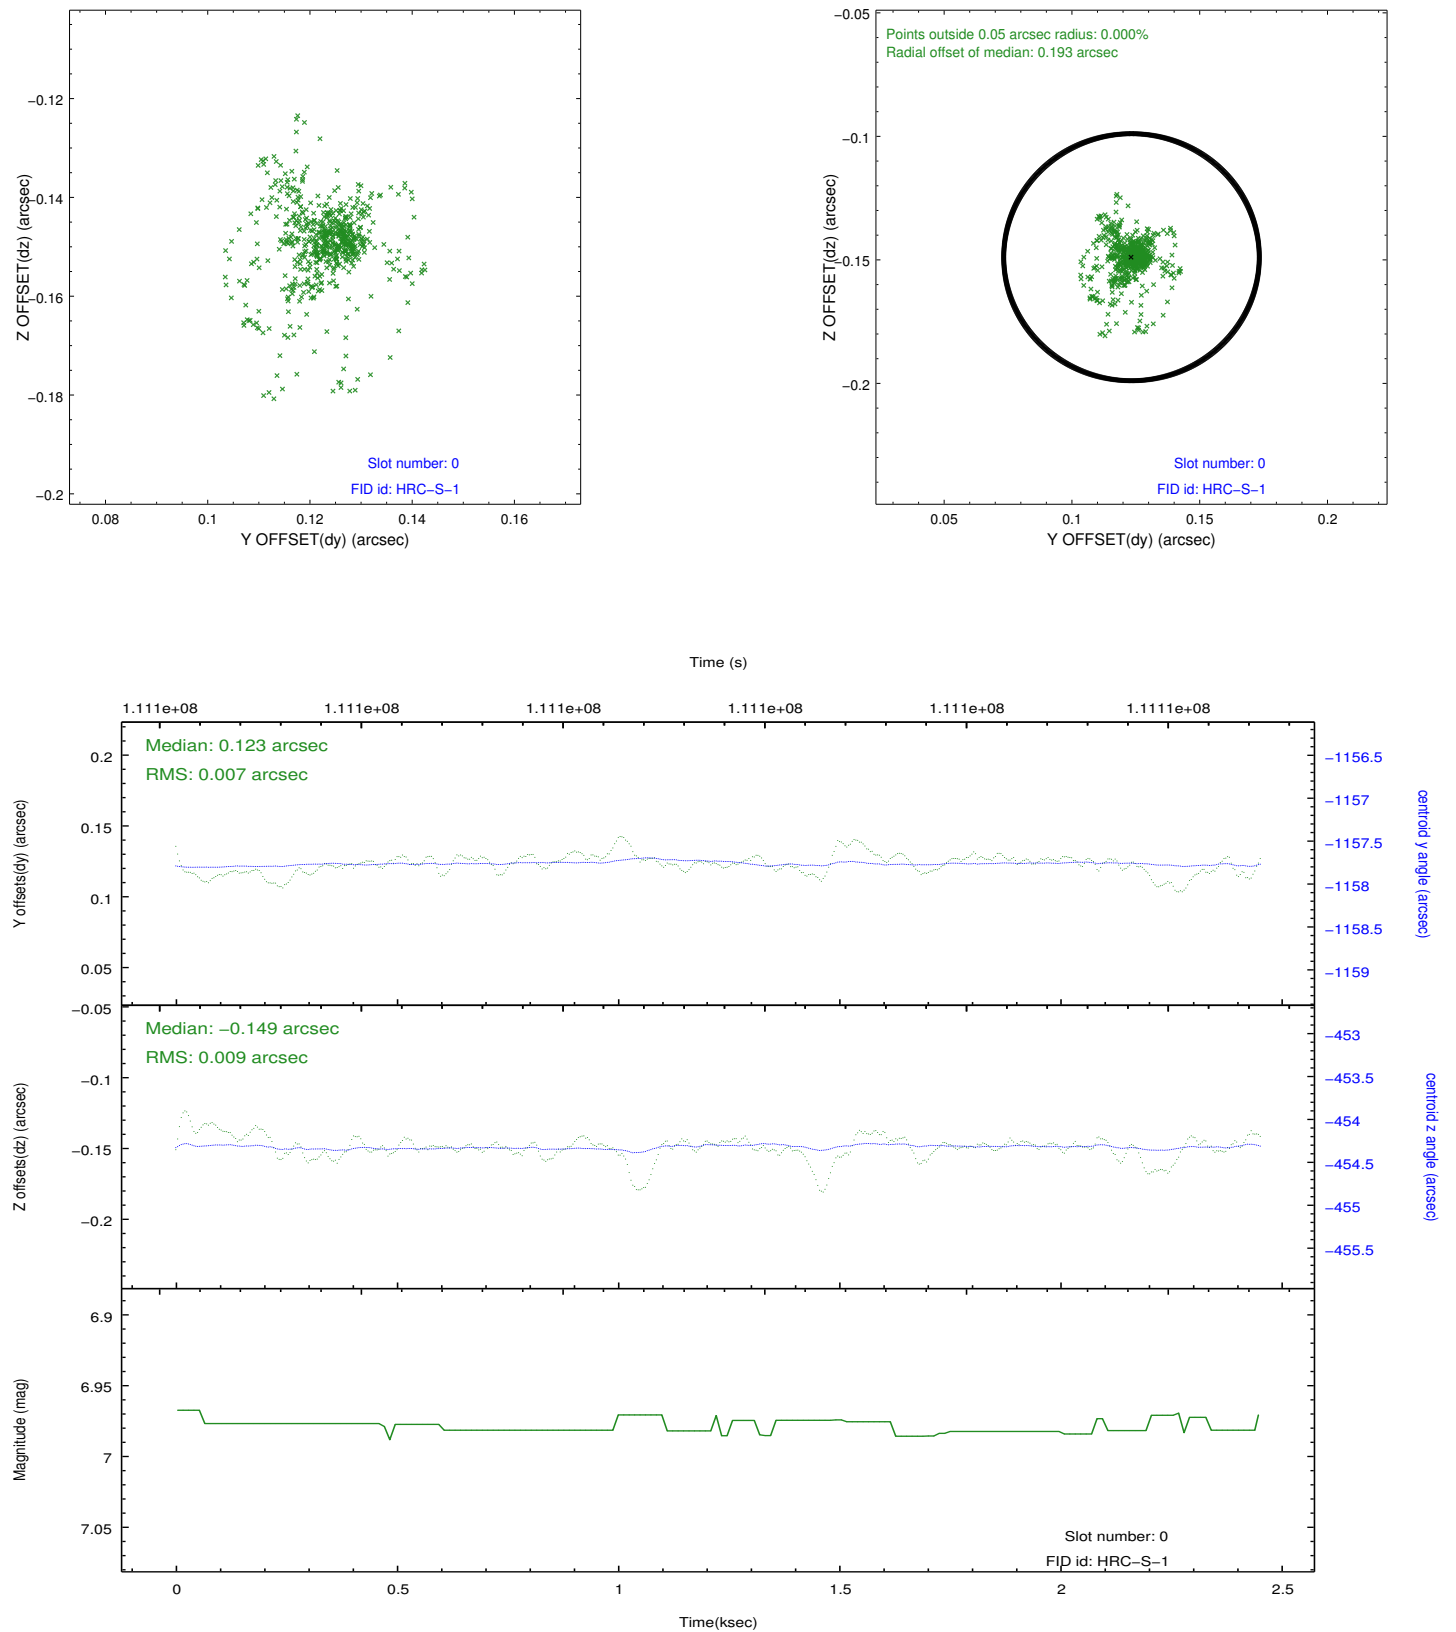 −0.12
−0.14
−0.16
−0.18
−0.2
0.08
0.1
0.12
0.14
0.16
Z OFFSET(dz) (arcsec)
Y OFFSET(dy) (arcsec)
Slot number: 0
FID id: HRC−S−1
Points outside 0.05 arcsec radius: 0.000%
Radial offset of median: 0.193 arcsec
−0.05
−0.1
−0.15
−0.2
0.05
0.1
0.15
0.2
Z OFFSET(dz) (arcsec)
Y OFFSET(dy) (arcsec)
Slot number: 0
FID id: HRC−S−1
Time (s)
1.111e+08
1.111e+08
1.111e+08
1.111e+08
1.111e+08
1.1111e+08
Median: 0.123 arcsec
RMS: 0.007 arcsec
0.2
0.15
0.1
0.05
Y offsets(dy) (arcsec)
−1156.5
−1157
−1157.5
−1158
−1158.5
−1159
centroid y angle (arcsec)
Median: −0.149 arcsec
RMS: 0.009 arcsec
−0.05
−0.1
−0.15
−0.2
Z offsets(dz) (arcsec)
−453
−453.5
−454
−454.5
−455
−455.5
centroid z angle (arcsec)
6.9
6.95
7
7.05
Magnitude (mag)
Slot number: 0
FID id: HRC−S−1
0
0.5
1
1.5
2
2.5
Time(ksec)